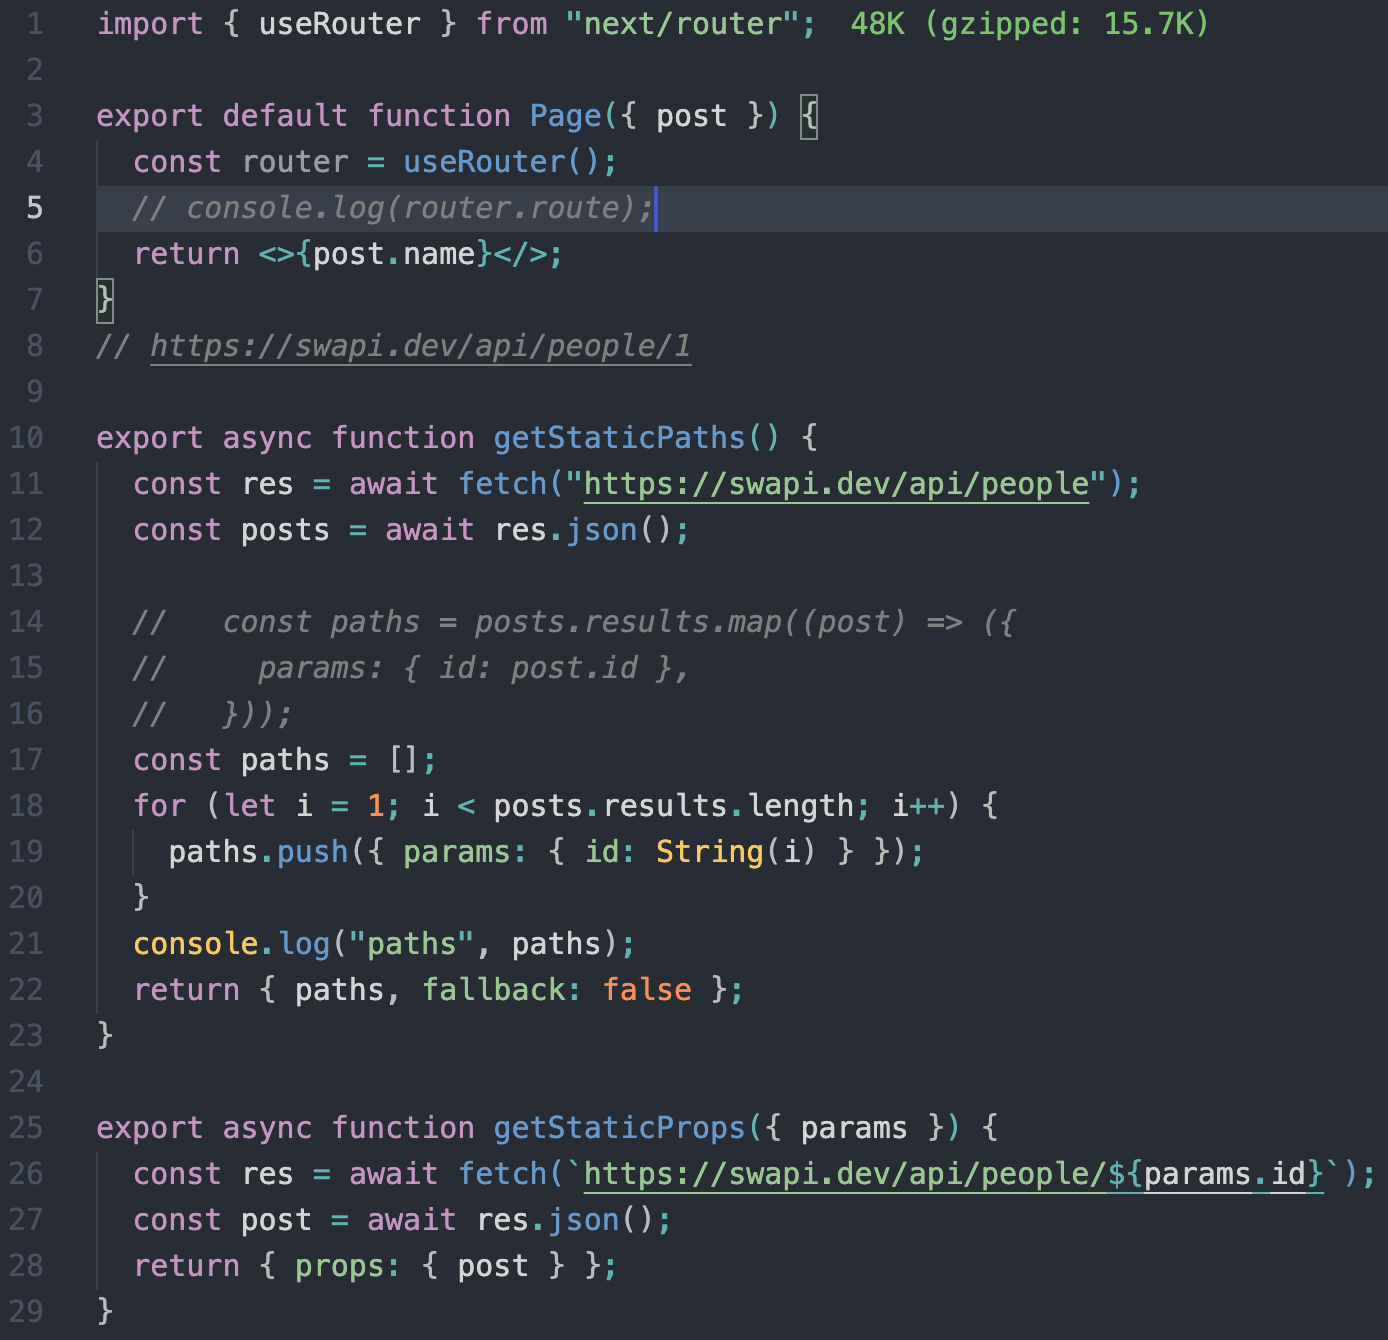 1 import { useRouter } from "next/router"; 48K (gzipped: 15.7K)
2
3 export default function Page({ post }) {
4   const router = useRouter();
5   // console.log(router.route);
6   return <>{post.name}</>;
7 }
8 // https://swapi.dev/api/people/1
9
10 export async function getStaticPaths() {
11   const res = await fetch("https://swapi.dev/api/people");
12   const posts = await res.json();
13
14   //   const paths = posts.results.map((post) => ({
15   //     params: { id: post.id },
16   //   }));
17   const paths = [];
18   for (let i = 1; i < posts.results.length; i++) {
19     paths.push({ params: { id: String(i) } });
20   }
21   console.log("paths", paths);
22   return { paths, fallback: false };
23 }
24
25 export async function getStaticProps({ params }) {
26   const res = await fetch(`https://swapi.dev/api/people/${params.id}`);
27   const post = await res.json();
28   return { props: { post } };
29 }